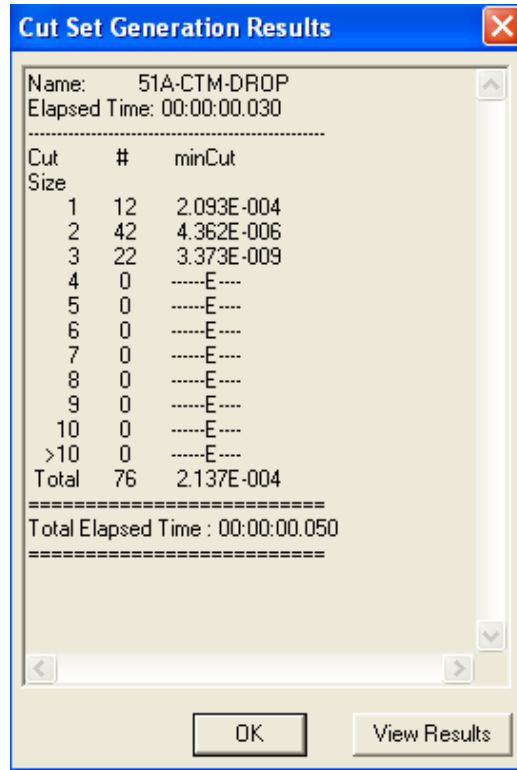 Cut Set Generation Results
Name: 51A-CTM-DROP
Elapsed Time: 00:00:00.030
----------------------------------------------------
Cut # minCut
Size
1 12 2.093E-004
2 42 4.362E-006
3 22 3.373E-009
4 0 ------E----
5 0 ------E----
6 0 ------E----
7 0 ------E----
8 0 ------E----
9 0 ------E----
10 0 ------E----
>10 0 ------E----
Total 76 2.137E-004
==========================
Total Elapsed Time : 00:00:00.050
==========================
OK View Results